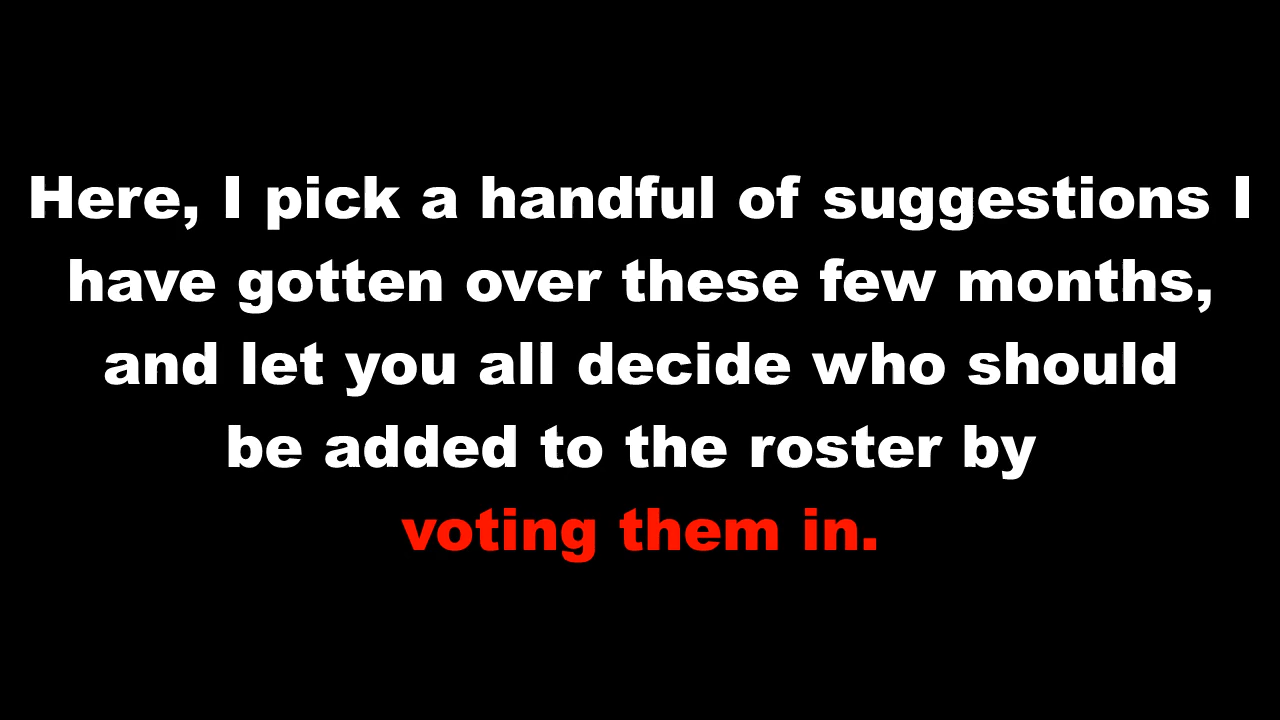 Here, I pick a handful of suggestions I
have gotten over these few months,
and let you all decide who should
be added to the roster by
voting them in.